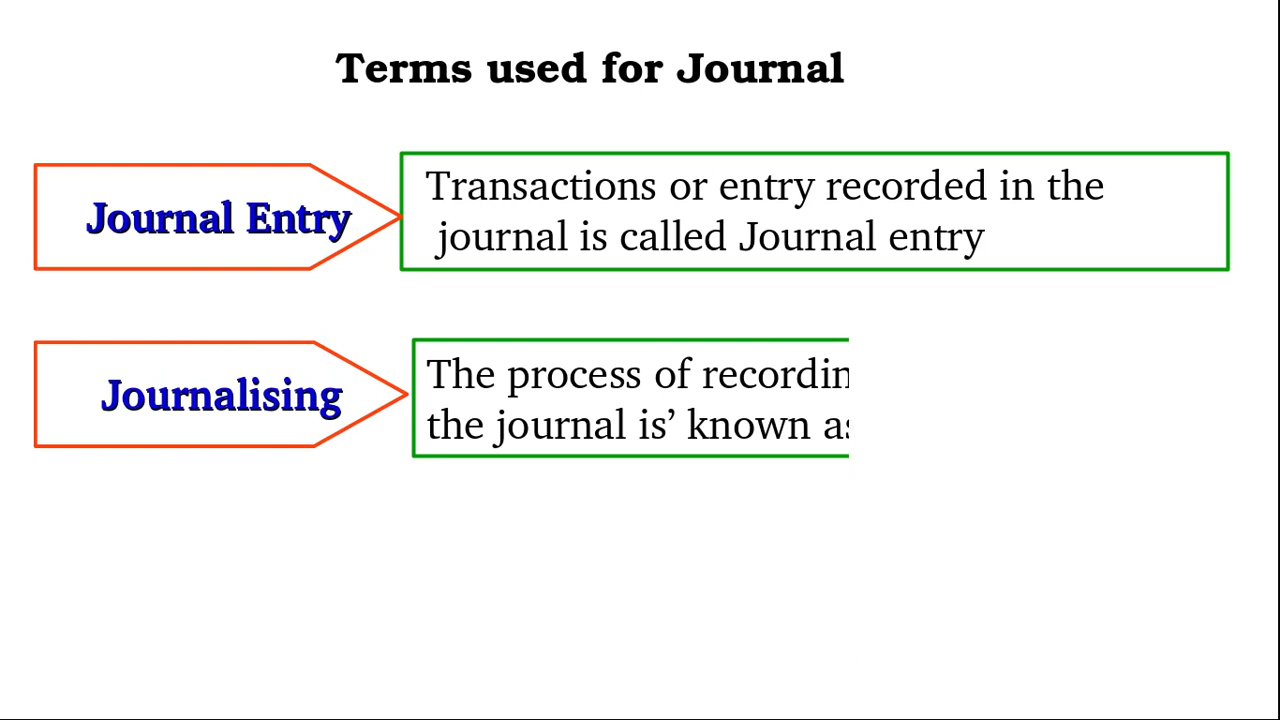 Terms used for Journal
Journal Entry
Transactions or entry recorded in the
journal is called Journal entry
Journalising
The process of
the journal is’ known